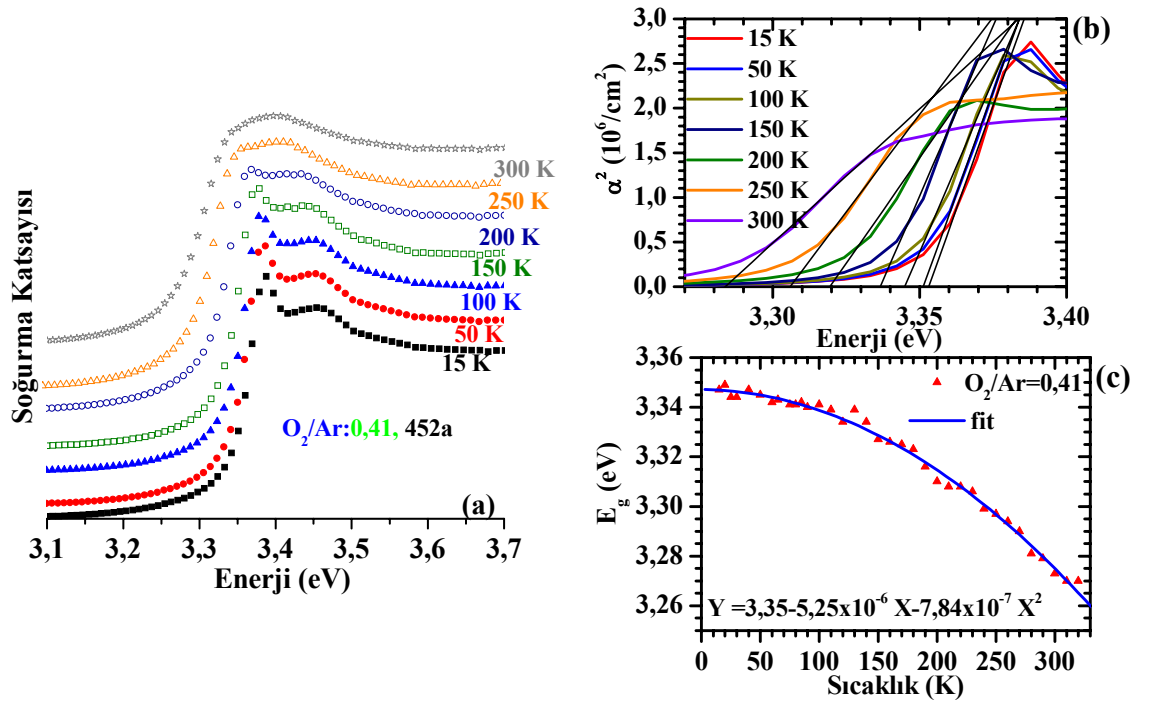 Soğurma Katsayısı
300 K
250 K
200 K
150 K
100 K
50 K
15 K
O₂/Ar:0,41, 452a
(a)
3,1 3,2 3,3 3,4 3,5 3,6 3,7
Enerji (eV)
(b)
α² (10⁶/cm²)
3,0
2,5
2,0
1,5
1,0
0,5
0,0
15 K
50 K
100 K
150 K
200 K
250 K
300 K
3,30 3,35 3,40
Enerji (eV)
(c)
E_g (eV)
3,36
3,34
3,32
3,30
3,28
3,26
O₂/Ar=0,41
fit
Y =3,35-5,25x10⁻⁶ X-7,84x10⁻⁷ X²
0 50 100 150 200 250 300
Sıcaklık (K)